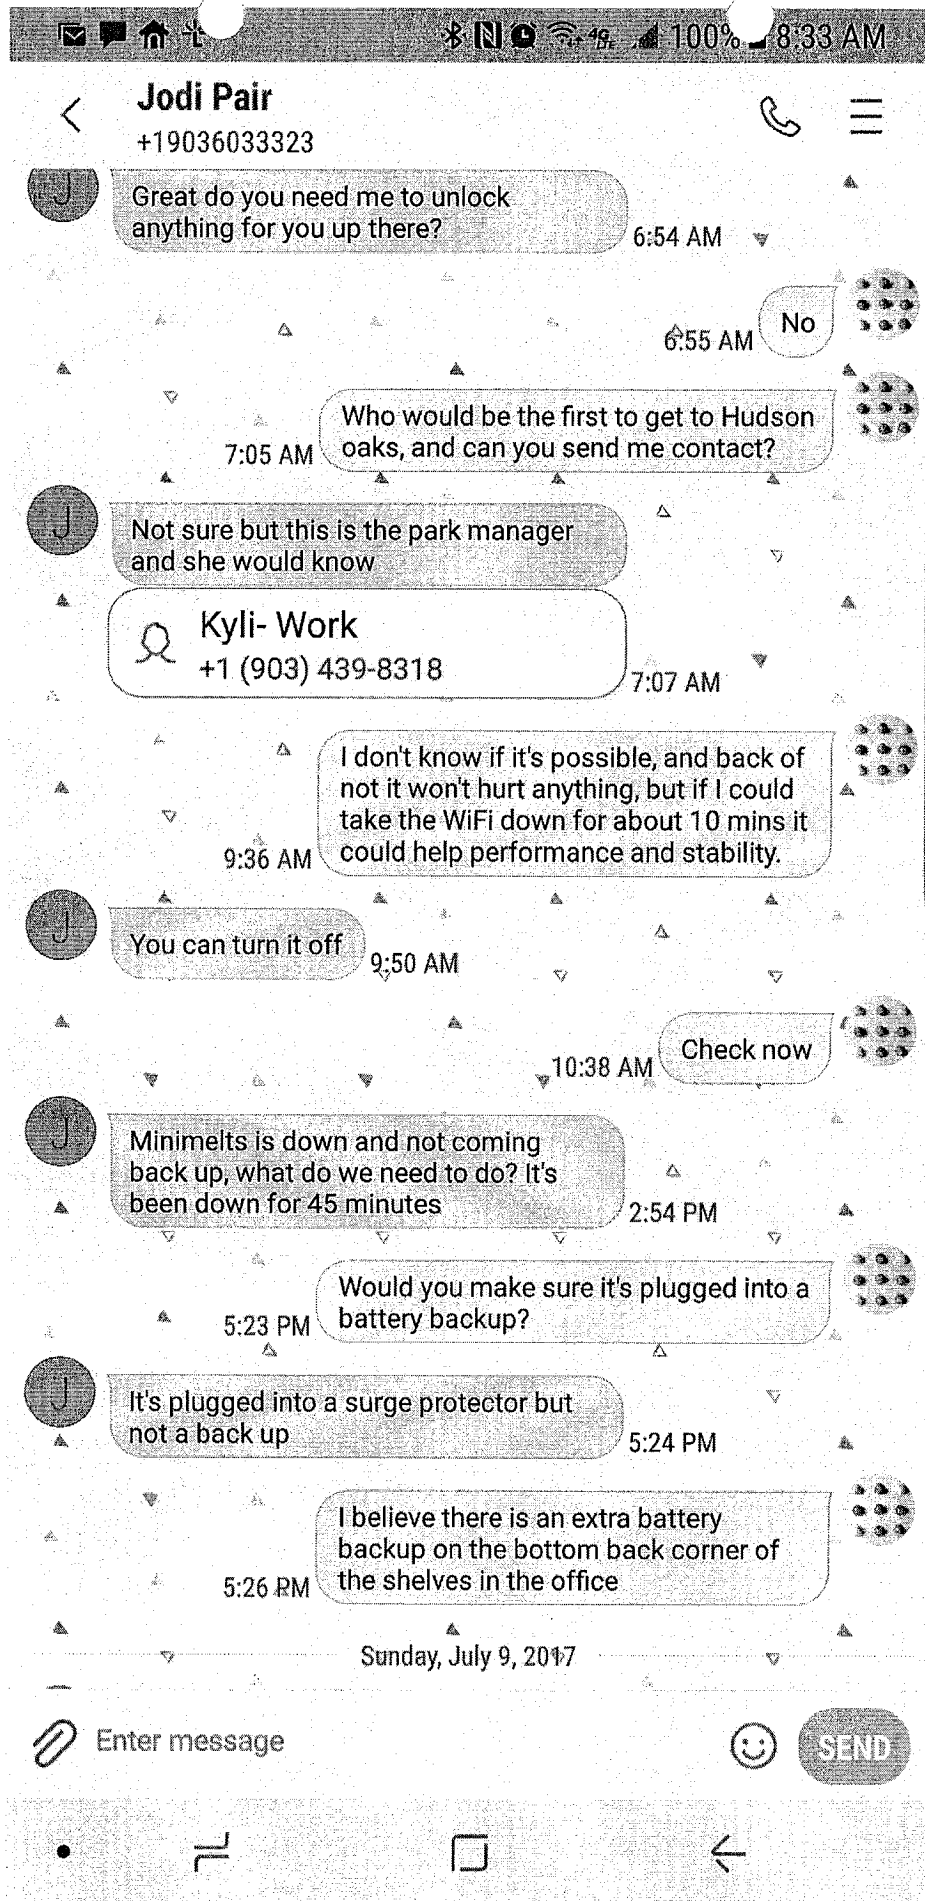 4G LTE 100% 8:33 AM
Jodi Pair
+19036033323
J
Great do you need me to unlock
anything for you up there?
6:54 AM
No
6:55 AM
Who would be the first to get to Hudson
oaks, and can you send me contact?
7:05 AM
J
Not sure but this is the park manager
and she would know
Kyli- Work
+1 (903) 439-8318
7:07 AM
I don't know if it's possible, and back of
not it won't hurt anything, but if I could
take the WiFi down for about 10 mins it
could help performance and stability.
9:36 AM
J
You can turn it off
9:50 AM
Check now
10:38 AM
J
Minimelts is down and not coming
back up, what do we need to do? It's
been down for 45 minutes
2:54 PM
Would you make sure it's plugged into a
battery backup?
5:23 PM
J
It's plugged into a surge protector but
not a back up
5:24 PM
I believe there is an extra battery
backup on the bottom back corner of
the shelves in the office
5:26 PM
Sunday, July 9, 2017
Enter message
SEND